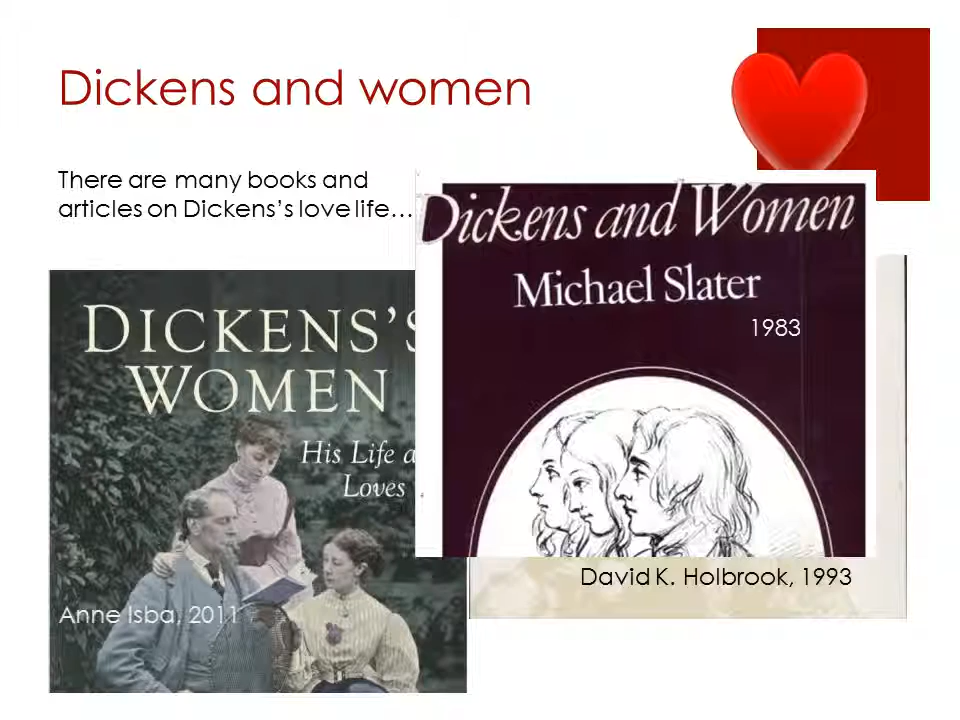 Dickens and women
There are many books and
articles on Dickens’s love life…
Dickens and Women
Michael Slater
1983
DICKENS’S
WOMEN
His Life a
Loves
Anne Isba, 2011
David K. Holbrook, 1993